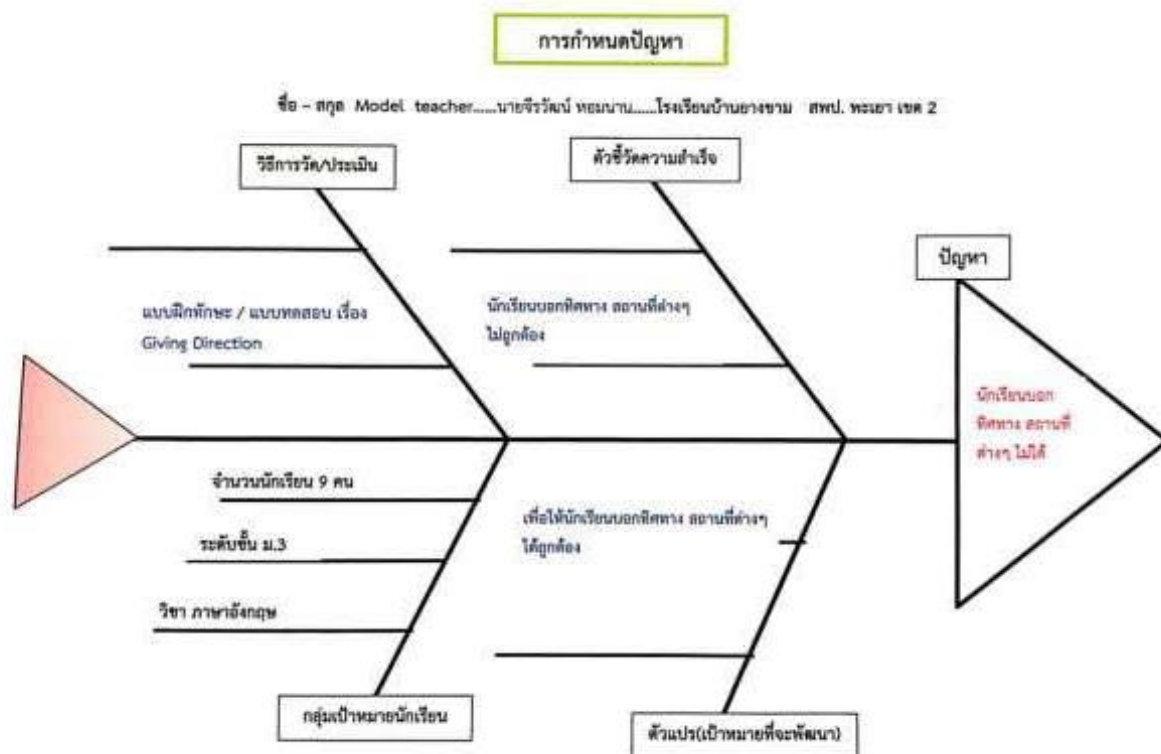 การกำหนดปัญหา
ชื่อ – สกุล Model teacher......นายจีรวัฒน์ หอมนาน......โรงเรียนบ้านยางขาม สพป. พะเยา เขต 2
วิธีการวัด/ประเมิน
ตัวชี้วัดความสำเร็จ
ปัญหา
แบบฝึกทักษะ / แบบทดสอบ เรื่อง
Giving Direction
นักเรียนบอกทิศทาง สถานที่ต่างๆ
ไม่ถูกต้อง
นักเรียนบอก
ทิศทาง สถานที่
ต่างๆ ไม่ได้
จำนวนนักเรียน 9 คน
ระดับชั้น ม.3
วิชา ภาษาอังกฤษ
เพื่อให้นักเรียนบอกทิศทาง สถานที่ต่างๆ
ได้ถูกต้อง
กลุ่มเป้าหมายนักเรียน
ตัวแปร(เป้าหมายที่จะพัฒนา)